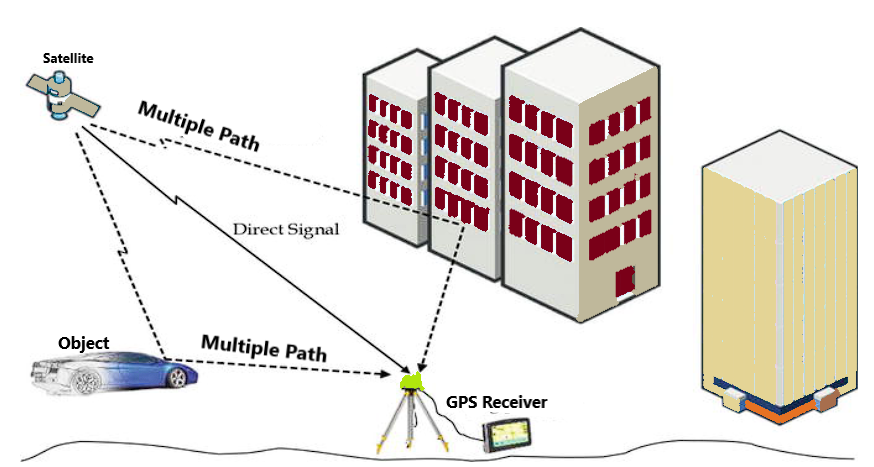 Satellite
Multiple Path
Direct Signal
Object
Multiple Path
GPS Receiver